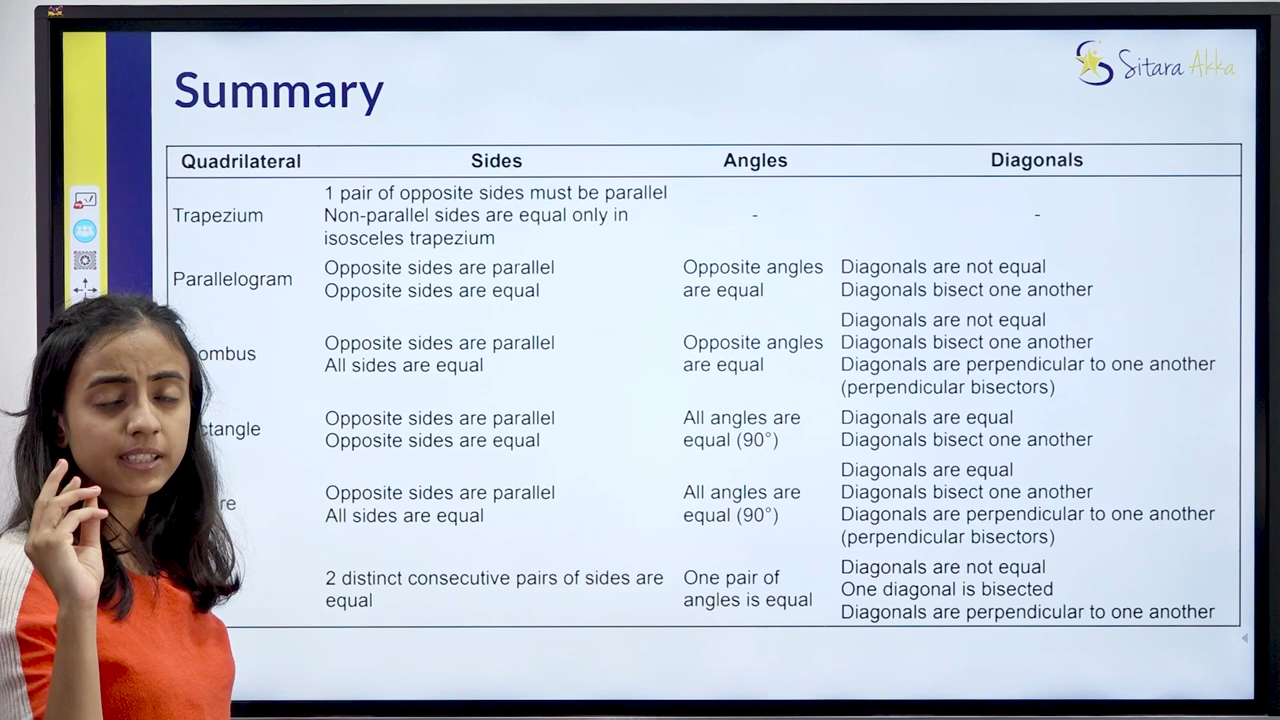 Sitara Akka
Summary
Quadrilateral Sides Angles Diagonals
Trapezium
1 pair of opposite sides must be parallel
Non-parallel sides are equal only in
isosceles trapezium
-
-
Parallelogram
Opposite sides are parallel
Opposite sides are equal
Opposite angles
are equal
Diagonals are not equal
Diagonals bisect one another
ombus
Opposite sides are parallel
All sides are equal
Opposite angles
are equal
Diagonals are not equal
Diagonals bisect one another
Diagonals are perpendicular to one another
(perpendicular bisectors)
ctangle
Opposite sides are parallel
Opposite sides are equal
All angles are
equal (90°)
Diagonals are equal
Diagonals bisect one another
re
Opposite sides are parallel
All sides are equal
All angles are
equal (90°)
Diagonals are equal
Diagonals bisect one another
Diagonals are perpendicular to one another
(perpendicular bisectors)
2 distinct consecutive pairs of sides are
equal
One pair of
angles is equal
Diagonals are not equal
One diagonal is bisected
Diagonals are perpendicular to one another